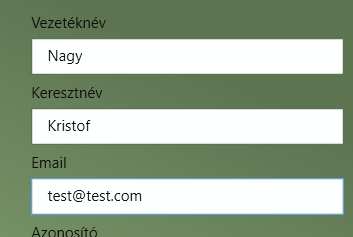 Vezetéknév
Nagy
Keresztnév
Kristof
Email
test@test.com
Azonosító